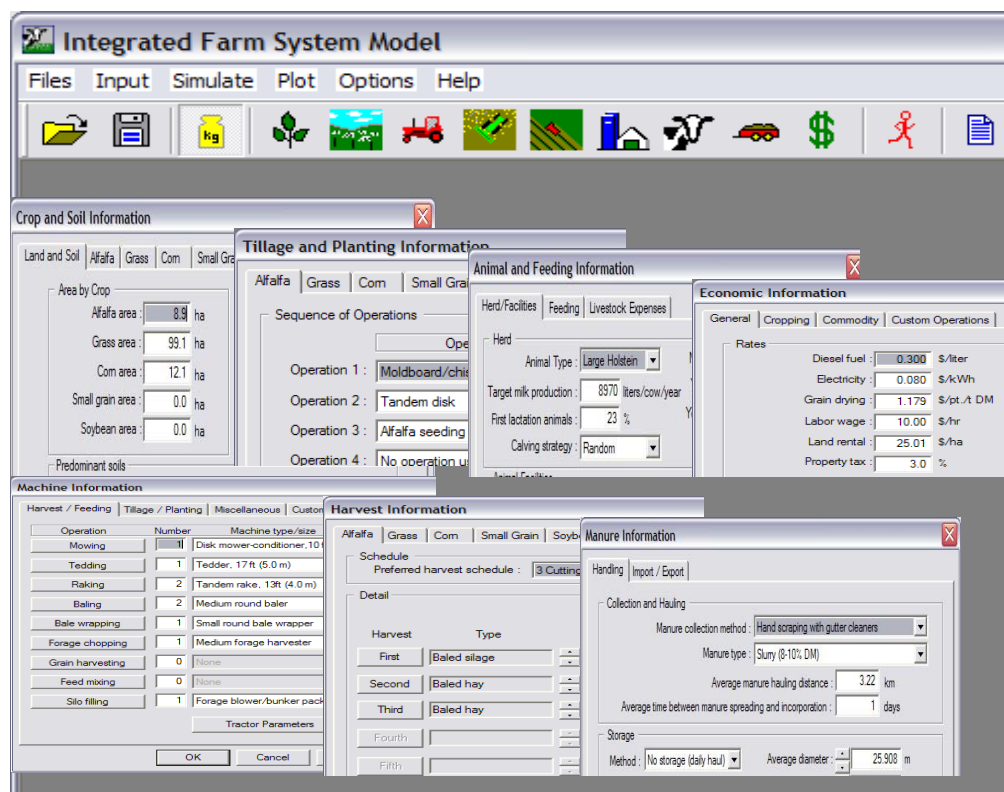 Integrated Farm System Model
Files Input Simulate Plot Options Help
kg
$
Crop and Soil Information
Land and Soil Alfalfa Grass Corn Small Gra
Area by Crop
Alfalfa area : 8.9 ha
Grass area : 99.1 ha
Corn area : 12.1 ha
Small grain area : 0.0 ha
Soybean area : 0.0 ha
Predominant soils
Tillage and Planting Information
Alfalfa Grass Corn Small Grai
Sequence of Operations
Ope
Operation 1 : Moldboard/chis
Operation 2 : Tandem disk
Operation 3 : Alfalfa seeding
Operation 4 : No operation u
Animal and Feeding Information
Herd/Facilities Feeding Livestock Expenses
Herd
Animal Type : Large Holstein
Target milk production : 8970 liters/cow/year
First lactation animals : 23 %
Calving strategy : Random
Animal Facilities
Economic Information
General Cropping Commodity Custom Operations
Rates
Diesel fuel : 0.300 $/liter
Electricity : 0.080 $/kWh
Grain drying : 1.179 $/pt./t DM
Labor wage : 10.00 $/hr
Land rental : 25.01 $/ha
Property tax : 3.0 %
Machine Information
Harvest / Feeding Tillage / Planting Miscellaneous Custom
Operation Number Machine type/size
Mowing 1 Disk mower-conditioner,10 f
Tedding 1 Tedder, 17 ft (5.0 m)
Raking 2 Tandem rake, 13ft (4.0 m)
Baling 2 Medium round baler
Bale wrapping 1 Small round bale wrapper
Forage chopping 1 Medium forage harvester
Grain harvesting 0 None
Feed mixing 0 None
Silo filling 1 Forage blower/bunker pack
Tractor Parameters
OK Cancel
Harvest Information
Alfalfa Grass Corn Small Grain Soyb
Schedule
Preferred harvest schedule : 3 Cutting
Detail
Harvest Type
First Baled silage
Second Baled hay
Third Baled hay
Fourth
Fifth
Manure Information
Handling Import / Export
Collection and Hauling
Manure collection method : Hand scraping with gutter cleaners
Manure type : Slurry (8-10% DM)
Average manure hauling distance : 3.22 km
Average time between manure spreading and incorporation : 1 days
Storage
Method : No storage (daily haul) Average diameter : 25.908 m